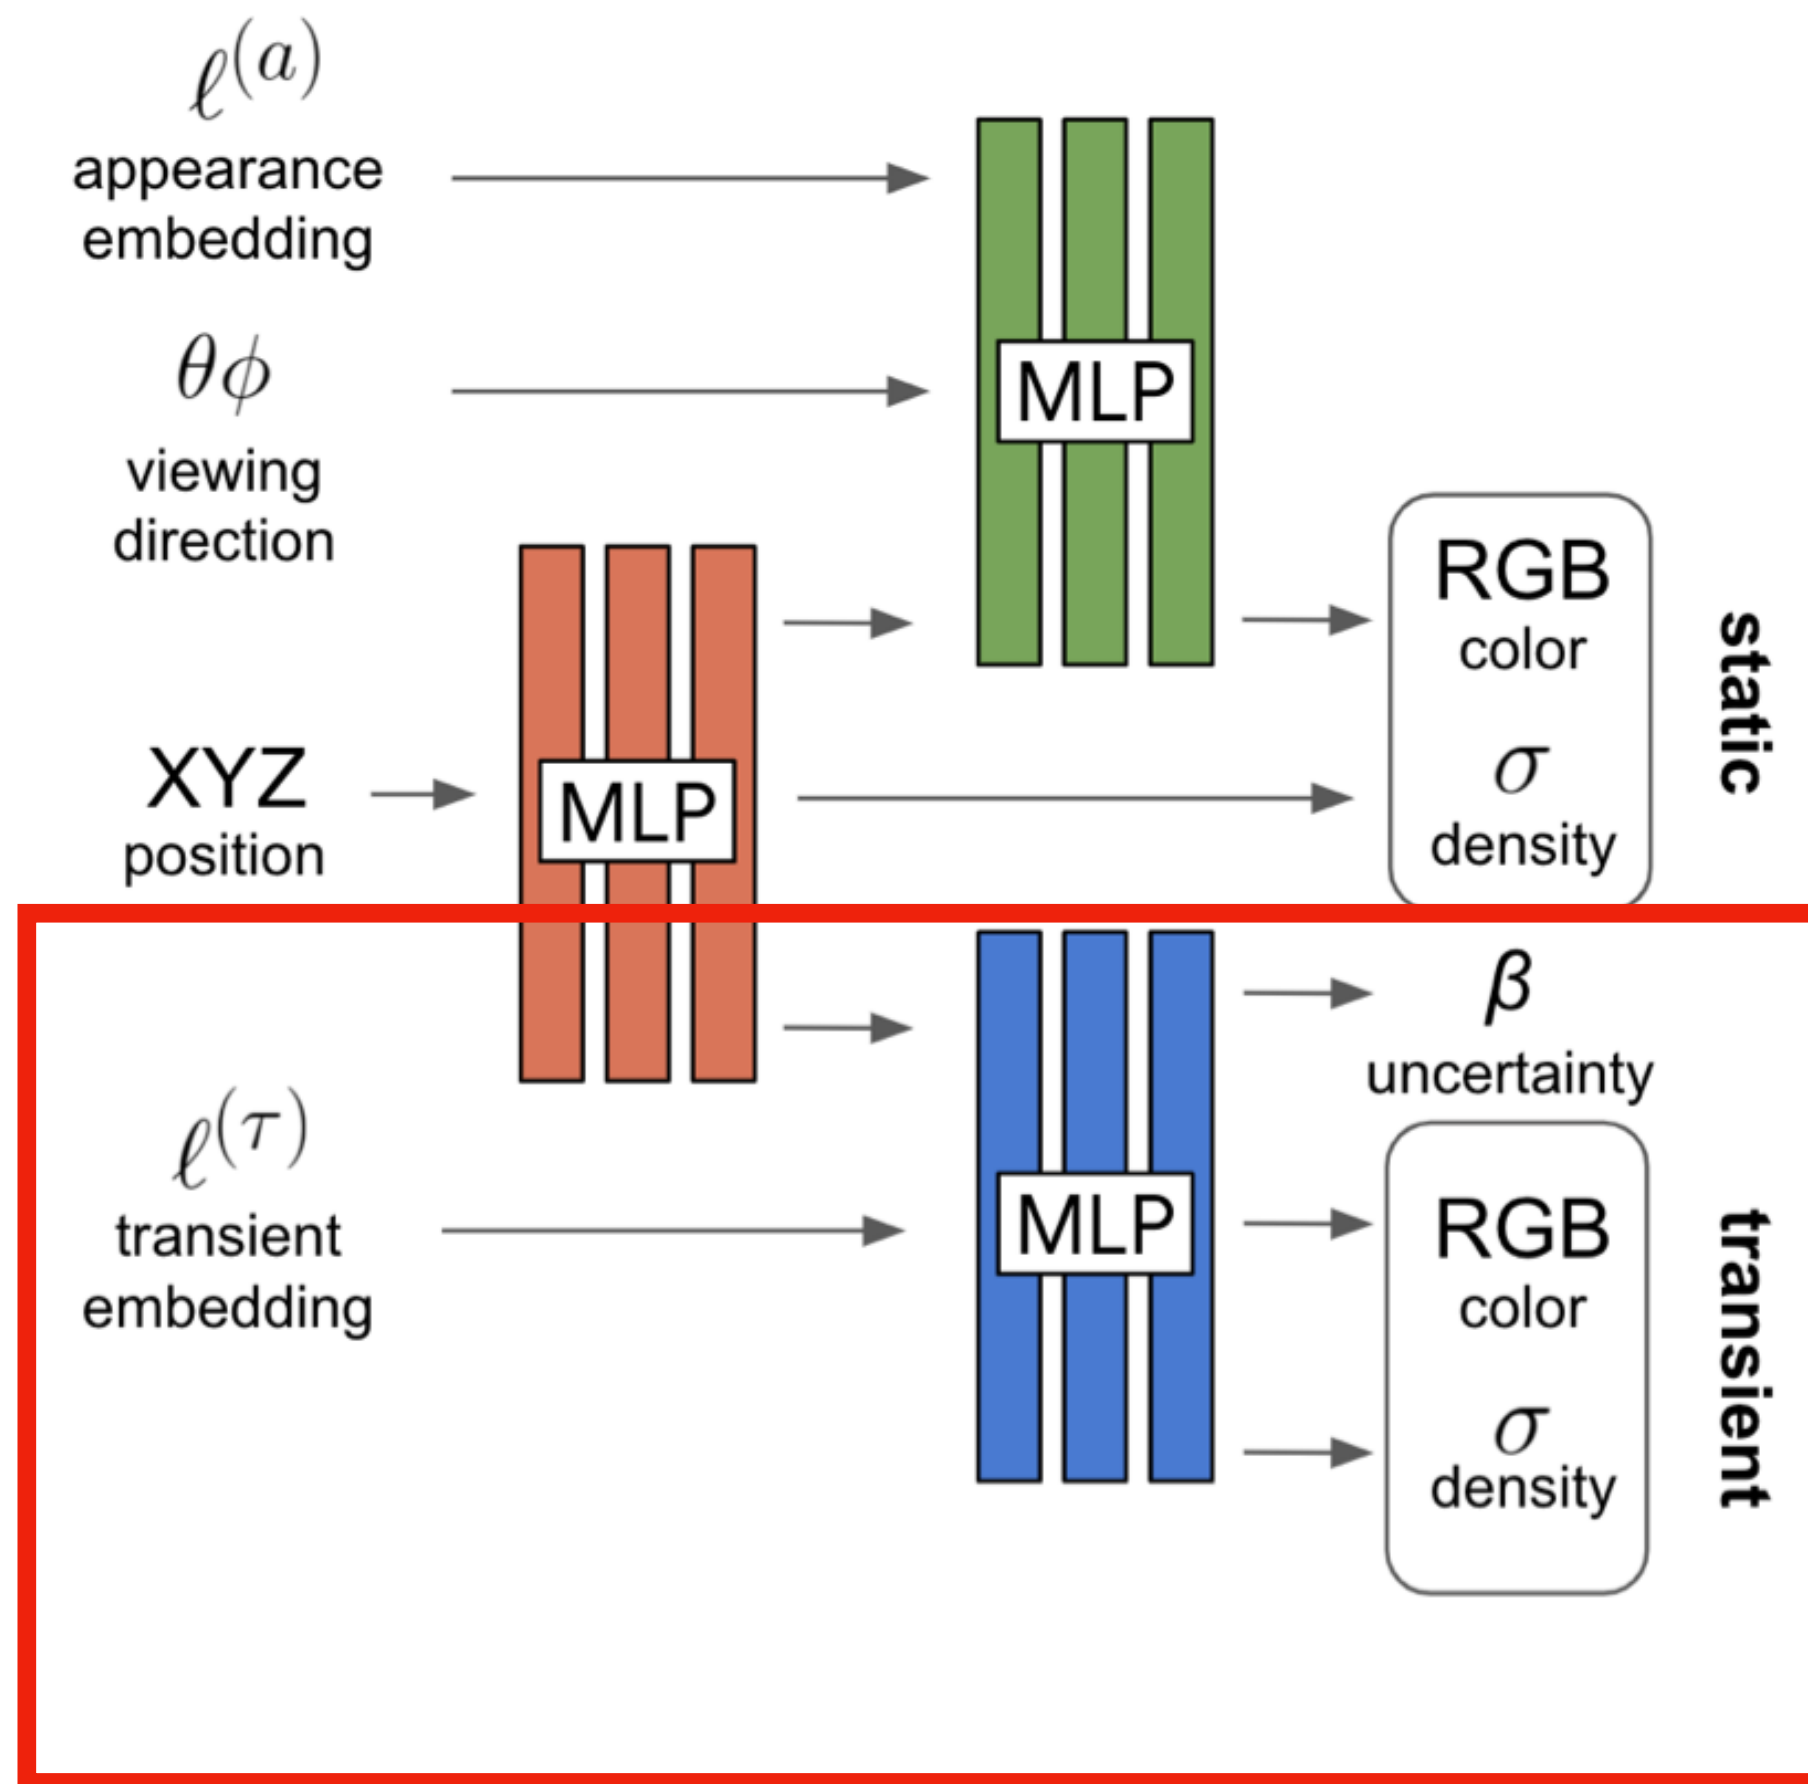 ℓ(a)
appearance
embedding
θϕ
viewing
direction
XYZ
position
MLP
MLP
RGB
color
σ
density
static
ℓ(τ)
transient
embedding
MLP
β
uncertainty
RGB
color
σ
density
transient